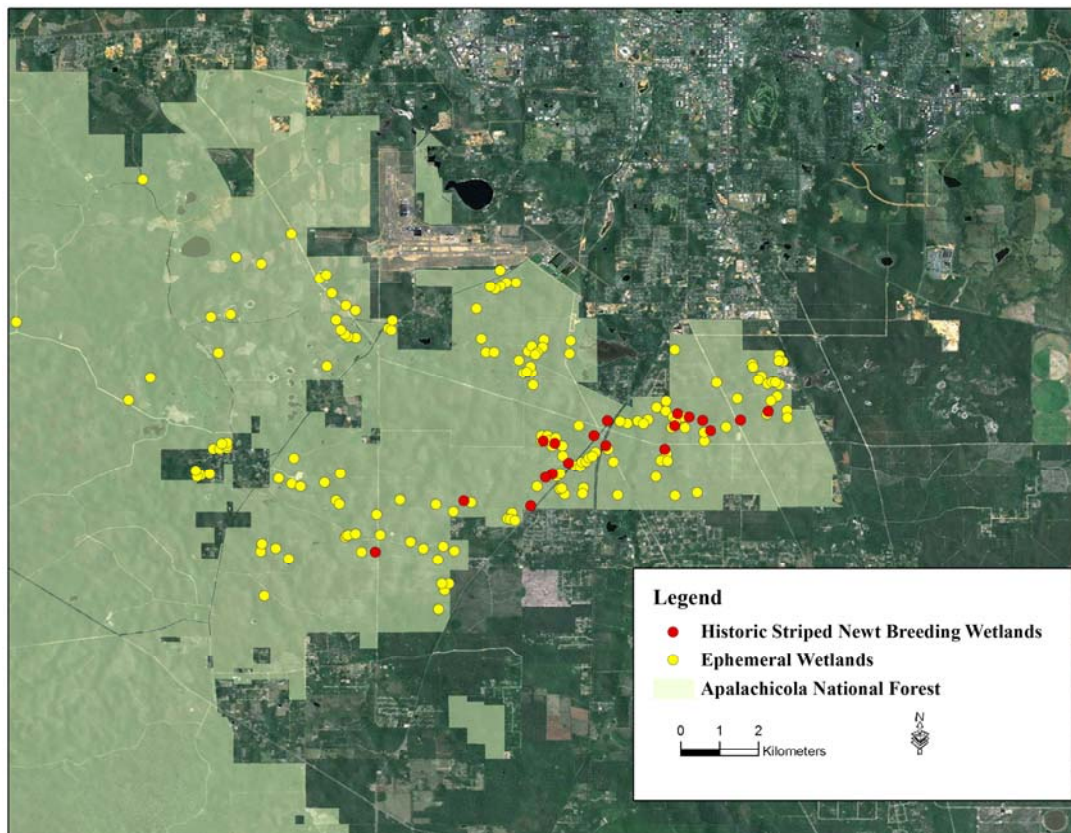 Legend
Historic Striped Newt Breeding Wetlands
Ephemeral Wetlands
Apalachicola National Forest
0 1 2
Kilometers
N